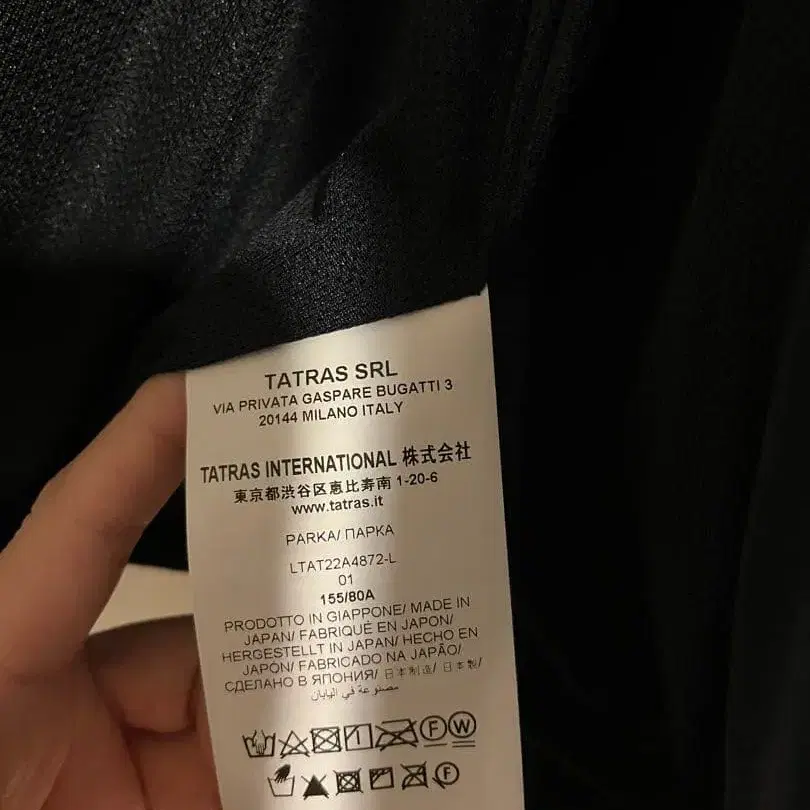 TATRAS SRL
VIA PRIVATA GASPARE BUGATTI 3
20144 MILANO ITALY
TATRAS INTERNATIONAL 株式会社
東京都渋谷区恵比寿南 1-20-6
www.tatras.it
PARKA/ ПАРКА
LTAT22A4872-L
01
155/80A
PRODOTTO IN GIAPPONE/ MADE IN
JAPAN/ FABRIQUÉ EN JAPON/
HERGESTELLT IN JAPAN/ HECHO EN
JAPÓN/ FABRICADO NA JAPÃO/
СДЕЛАНО В ЯПОНИЯ/ 日本制造/ 日本製/
مصنوعة في اليابان
F W
F